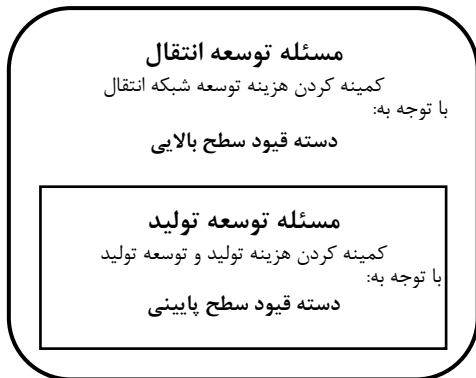 مسئله توسعه انتقال
کمینه کردن هزینه توسعه شبکه انتقال
با توجه به:
دسته قیود سطح بالایی
مسئله توسعه تولید
کمینه کردن هزینه تولید و توسعه تولید
با توجه به:
دسته قیود سطح پایینی